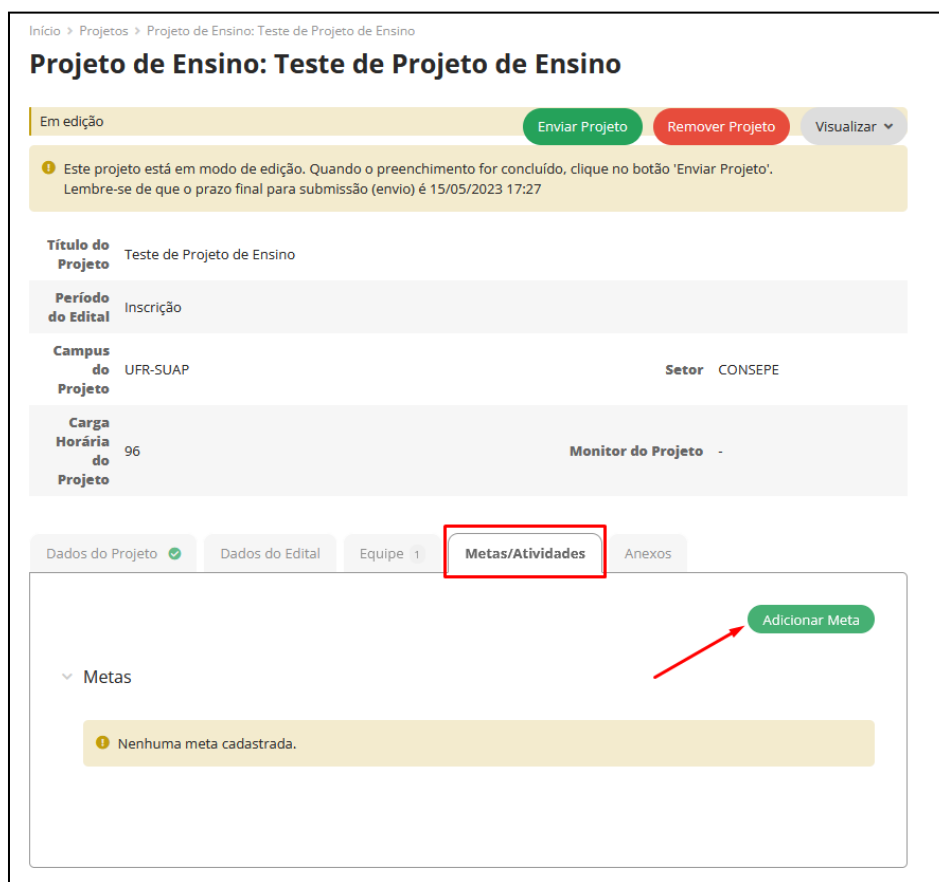 Início > Projetos > Projeto de Ensino: Teste de Projeto de Ensino
Projeto de Ensino: Teste de Projeto de Ensino
Em edição
Enviar Projeto
Remover Projeto
Visualizar
Este projeto está em modo de edição. Quando o preenchimento for concluído, clique no botão 'Enviar Projeto'.
Lembre-se de que o prazo final para submissão (envio) é 15/05/2023 17:27
Título do
Projeto
Teste de Projeto de Ensino
Período
do Edital
Inscrição
Campus
do
Projeto
UFR-SUAP
Setor CONSEPE
Carga
Horária
do
Projeto
96
Monitor do Projeto -
Dados do Projeto
Dados do Edital
Equipe 1
Metas/Atividades
Anexos
Adicionar Meta
Metas
Nenhuma meta cadastrada.